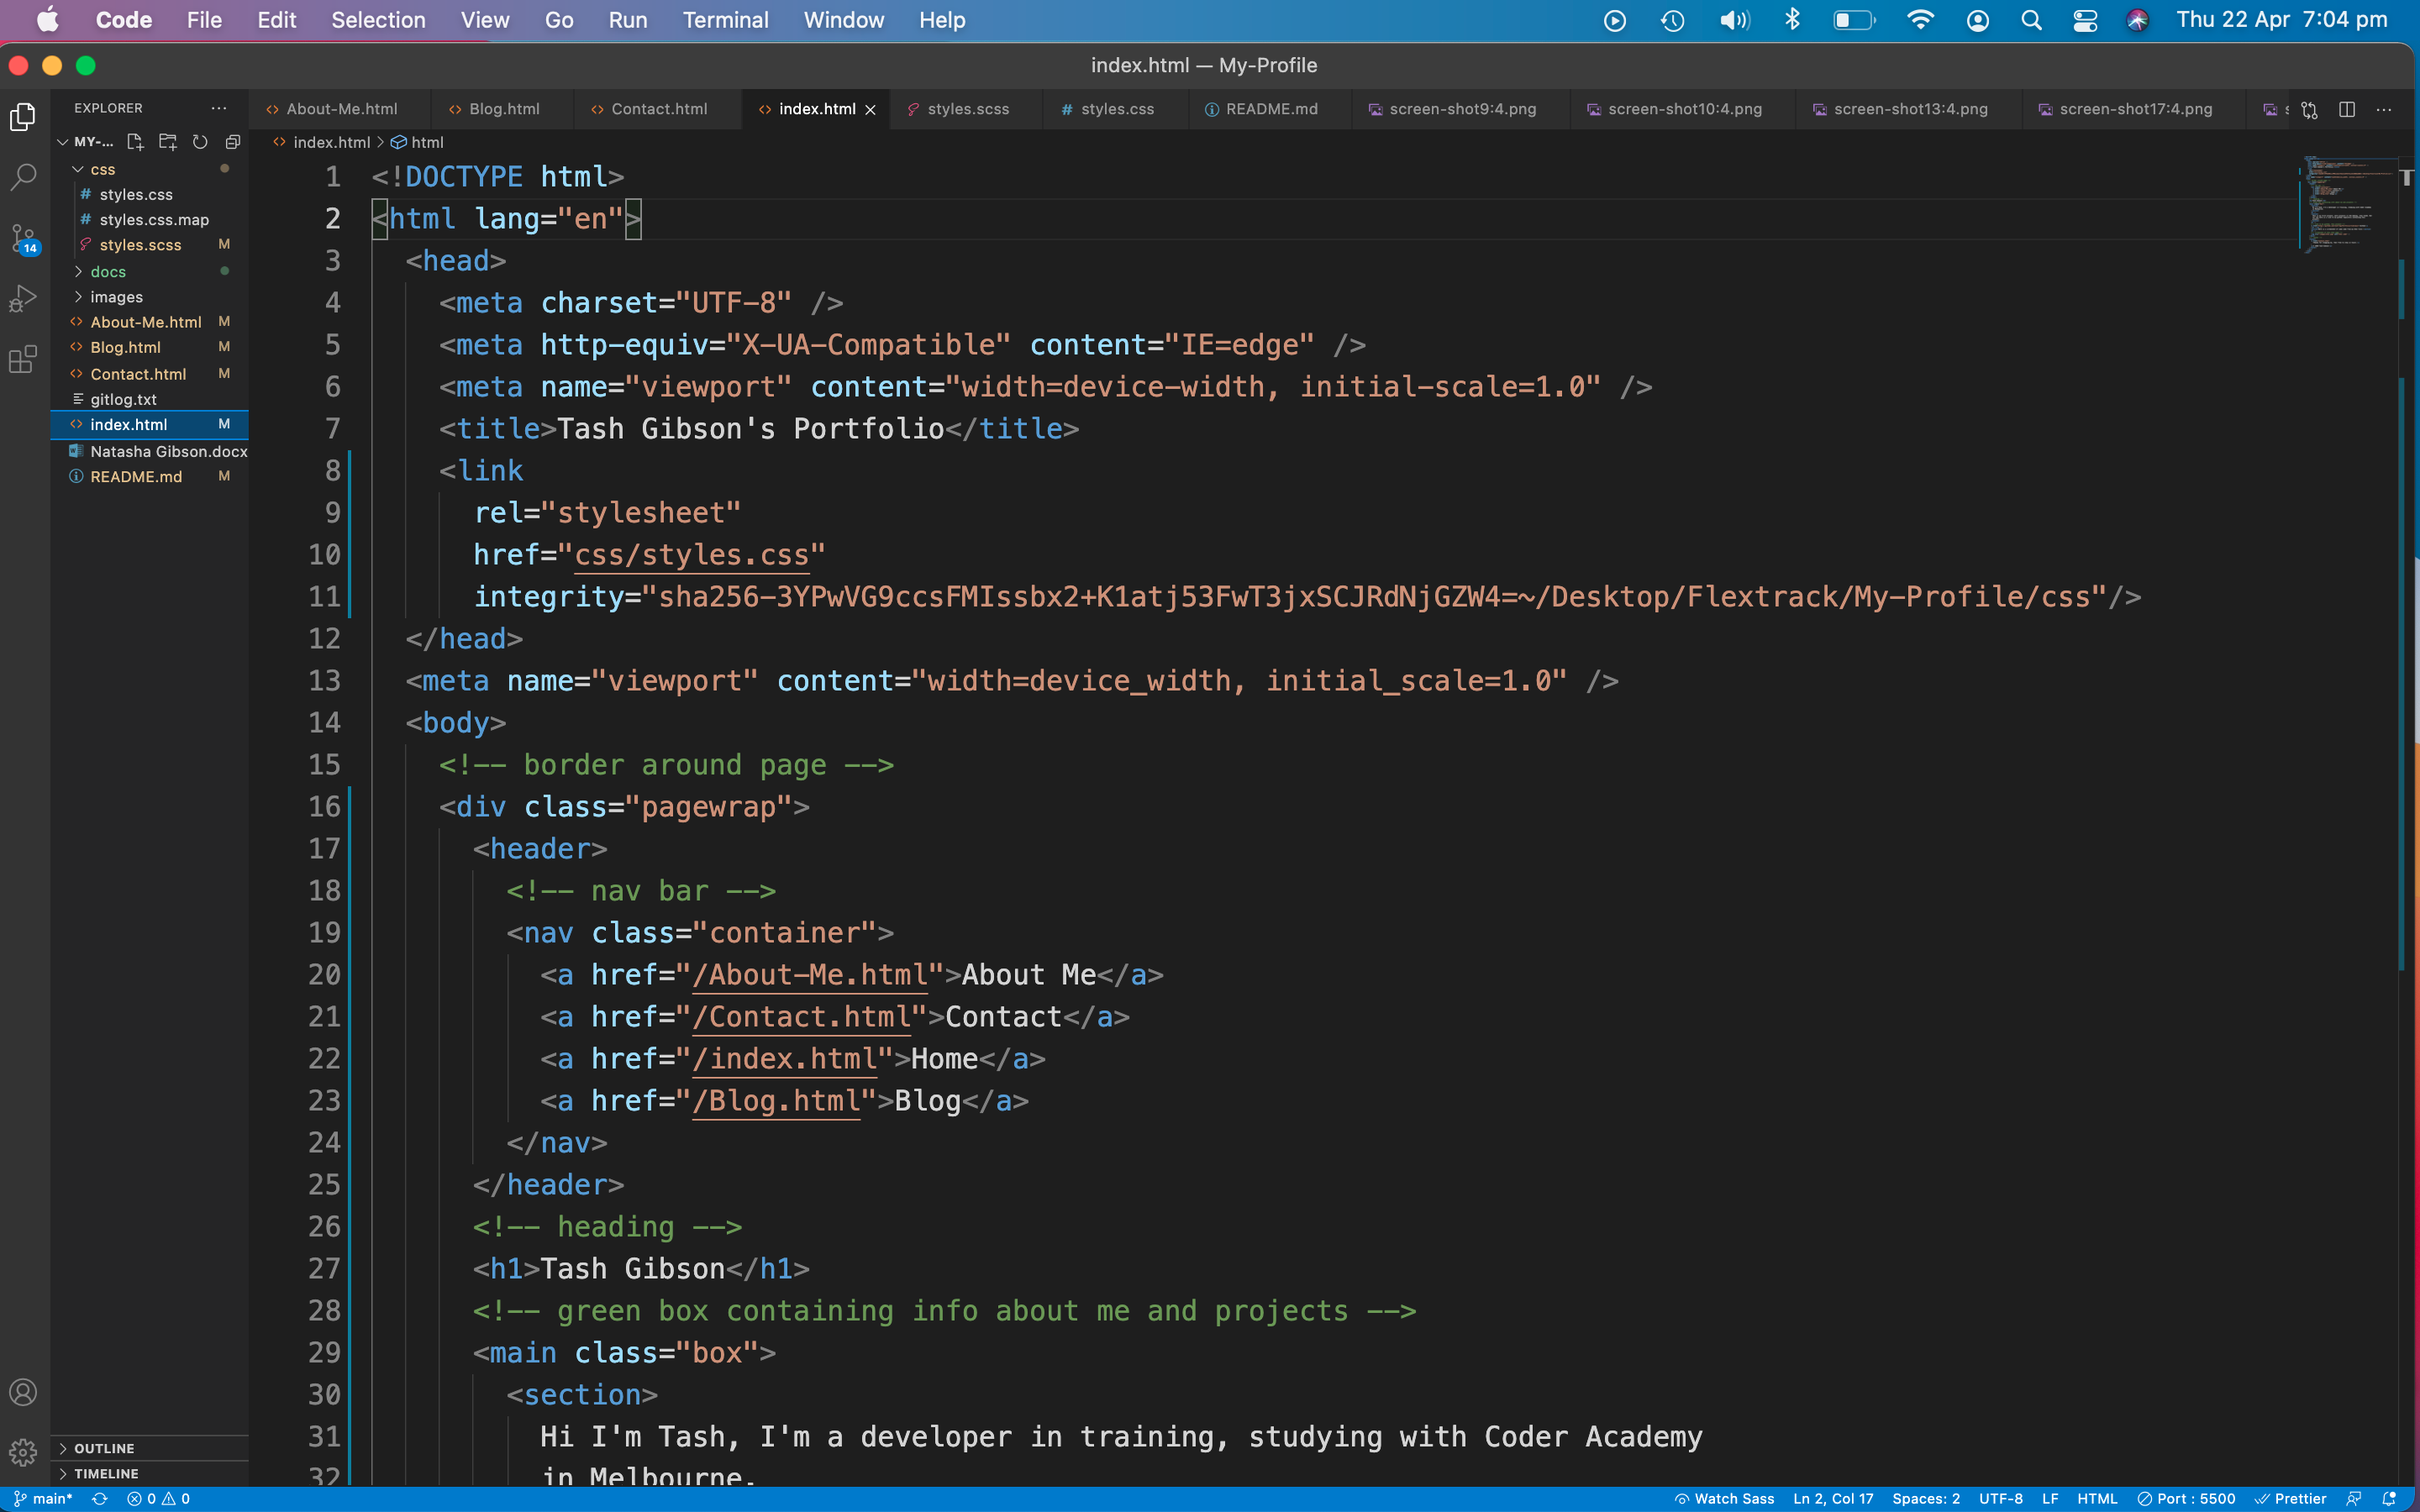 Code File Edit Selection View Go Run Terminal Window Help Thu 22 Apr 7:04 pm
index.html — My-Profile
EXPLORER ··· About-Me.html Blog.html Contact.html index.html styles.scss styles.css README.md screen-shot9:4.png screen-shot10:4.png screen-shot13:4.png screen-shot17:4.png
MY-...
index.html > html
css
styles.css
styles.css.map
styles.scss M
docs
images
About-Me.html M
Blog.html M
Contact.html M
gitlog.txt
index.html M
Natasha Gibson.docx
README.md M
14
1 <!DOCTYPE html>
2 <html lang="en">
3 <head>
4 <meta charset="UTF-8" />
5 <meta http-equiv="X-UA-Compatible" content="IE=edge" />
6 <meta name="viewport" content="width=device-width, initial-scale=1.0" />
7 <title>Tash Gibson's Portfolio</title>
8 <link
9 rel="stylesheet"
10 href="css/styles.css"
11 integrity="sha256-3YPwVG9ccsFMIssbx2+K1atj53FwT3jxSCJRdNjGZW4=~/Desktop/Flextrack/My-Profile/css"/>
12 </head>
13 <meta name="viewport" content="width=device_width, initial_scale=1.0" />
14 <body>
15 <!-- border around page -->
16 <div class="pagewrap">
17 <header>
18 <!-- nav bar -->
19 <nav class="container">
20 <a href="/About-Me.html">About Me</a>
21 <a href="/Contact.html">Contact</a>
22 <a href="/index.html">Home</a>
23 <a href="/Blog.html">Blog</a>
24 </nav>
25 </header>
26 <!-- heading -->
27 <h1>Tash Gibson</h1>
28 <!-- green box containing info about me and projects -->
29 <main class="box">
30 <section>
31 Hi I'm Tash, I'm a developer in training, studying with Coder Academy
32 in Melbourne.
OUTLINE
TIMELINE
main* 0 0 Watch Sass Ln 2, Col 17 Spaces: 2 UTF-8 LF HTML Port : 5500 Prettier